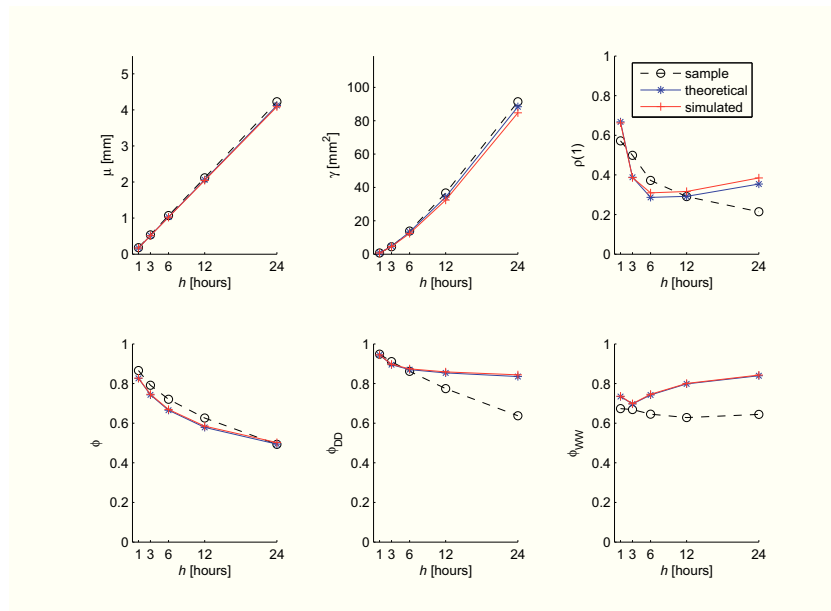 5
4
3
2
1
0
μ [mm]
1 3 6 12 24
h [hours]
100
80
60
40
20
0
γ [mm²]
1 3 6 12 24
h [hours]
1
0.8
0.6
0.4
0.2
0
ρ(1)
sample
theoretical
simulated
1 3 6 12 24
h [hours]
1
0.8
0.6
0.4
0.2
0
ϕ
1 3 6 12 24
h [hours]
1
0.8
0.6
0.4
0.2
0
ϕDD
1 3 6 12 24
h [hours]
1
0.8
0.6
0.4
0.2
0
ϕWW
1 3 6 12 24
h [hours]